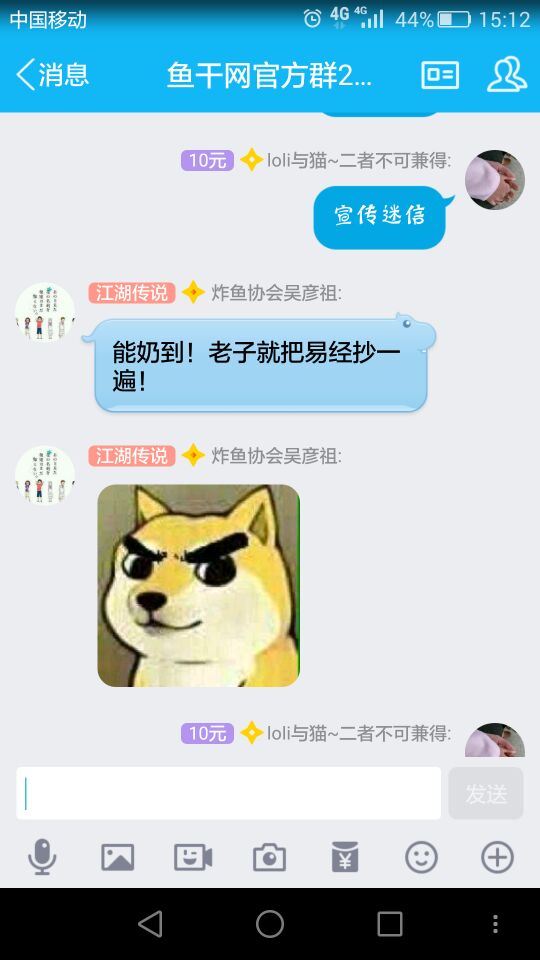 中国移动 4G 4G 44% 15:12
消息 鱼干网官方群2...
10元 loli与猫~二者不可兼得:
宣传迷信
江湖传说 炸鱼协会吴彦祖:
能奶到！老子就把易经抄一
遍！
江湖传说 炸鱼协会吴彦祖:
10元 loli与猫~二者不可兼得:
发送